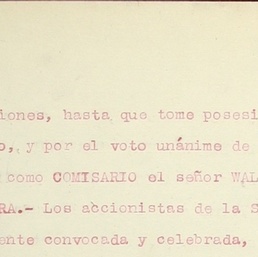 iones, hasta que tome posesi
o, y por el voto unánime de
como COMISARIO el señor WAL
RA.- Los accionistas de la S
ente convocada y celebrada,